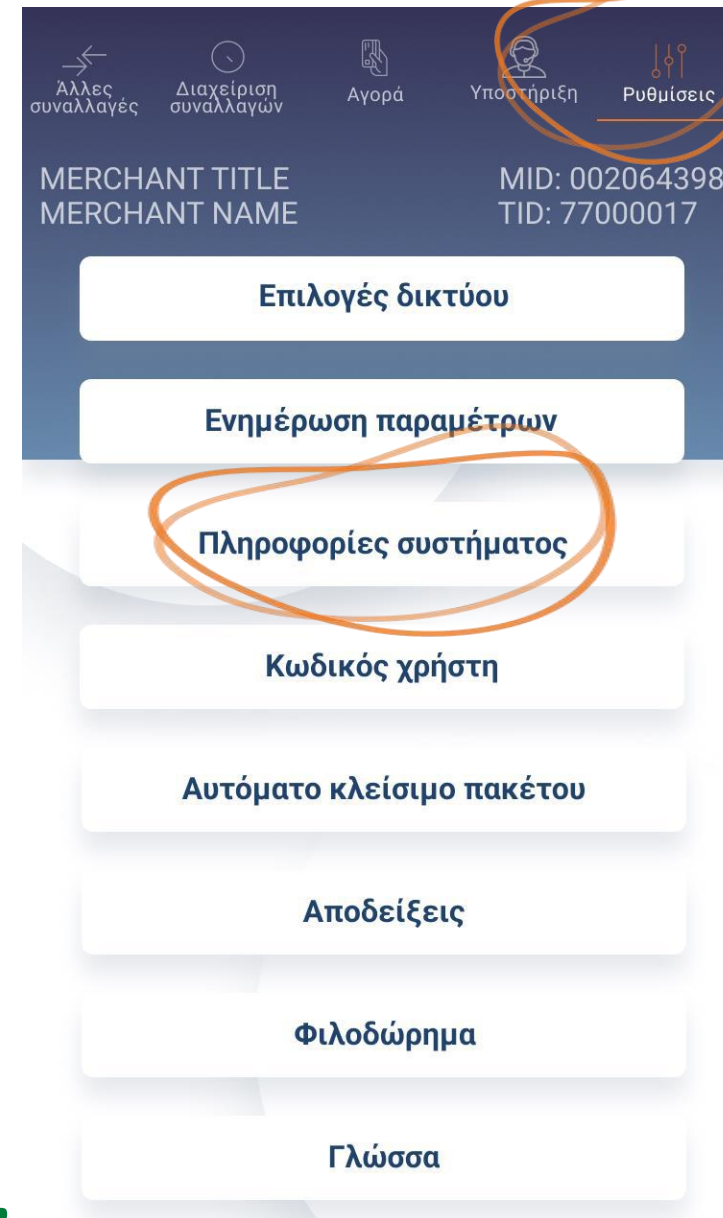 Άλλες
συναλλαγές
Διαχείριση
συναλλαγών
Αγορά
Υποστήριξη
Ρυθμίσεις
MERCHANT TITLE
MID: 002064398
MERCHANT NAME
TID: 77000017
Επιλογές δικτύου
Ενημέρωση παραμέτρων
Πληροφορίες συστήματος
Κωδικός χρήστη
Αυτόματο κλείσιμο πακέτου
Αποδείξεις
Φιλοδώρημα
Γλώσσα